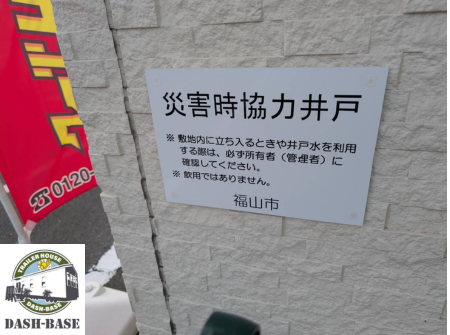 災害時協力井戸
※ 敷地内に立ち入るときや井戸水を利用
する際は、必ず所有者（管理者）に
確認してください。
※ 飲用ではありません。
福山市
0120-
TRAILER HOUSE
DASH-BASE
DASH-BASE